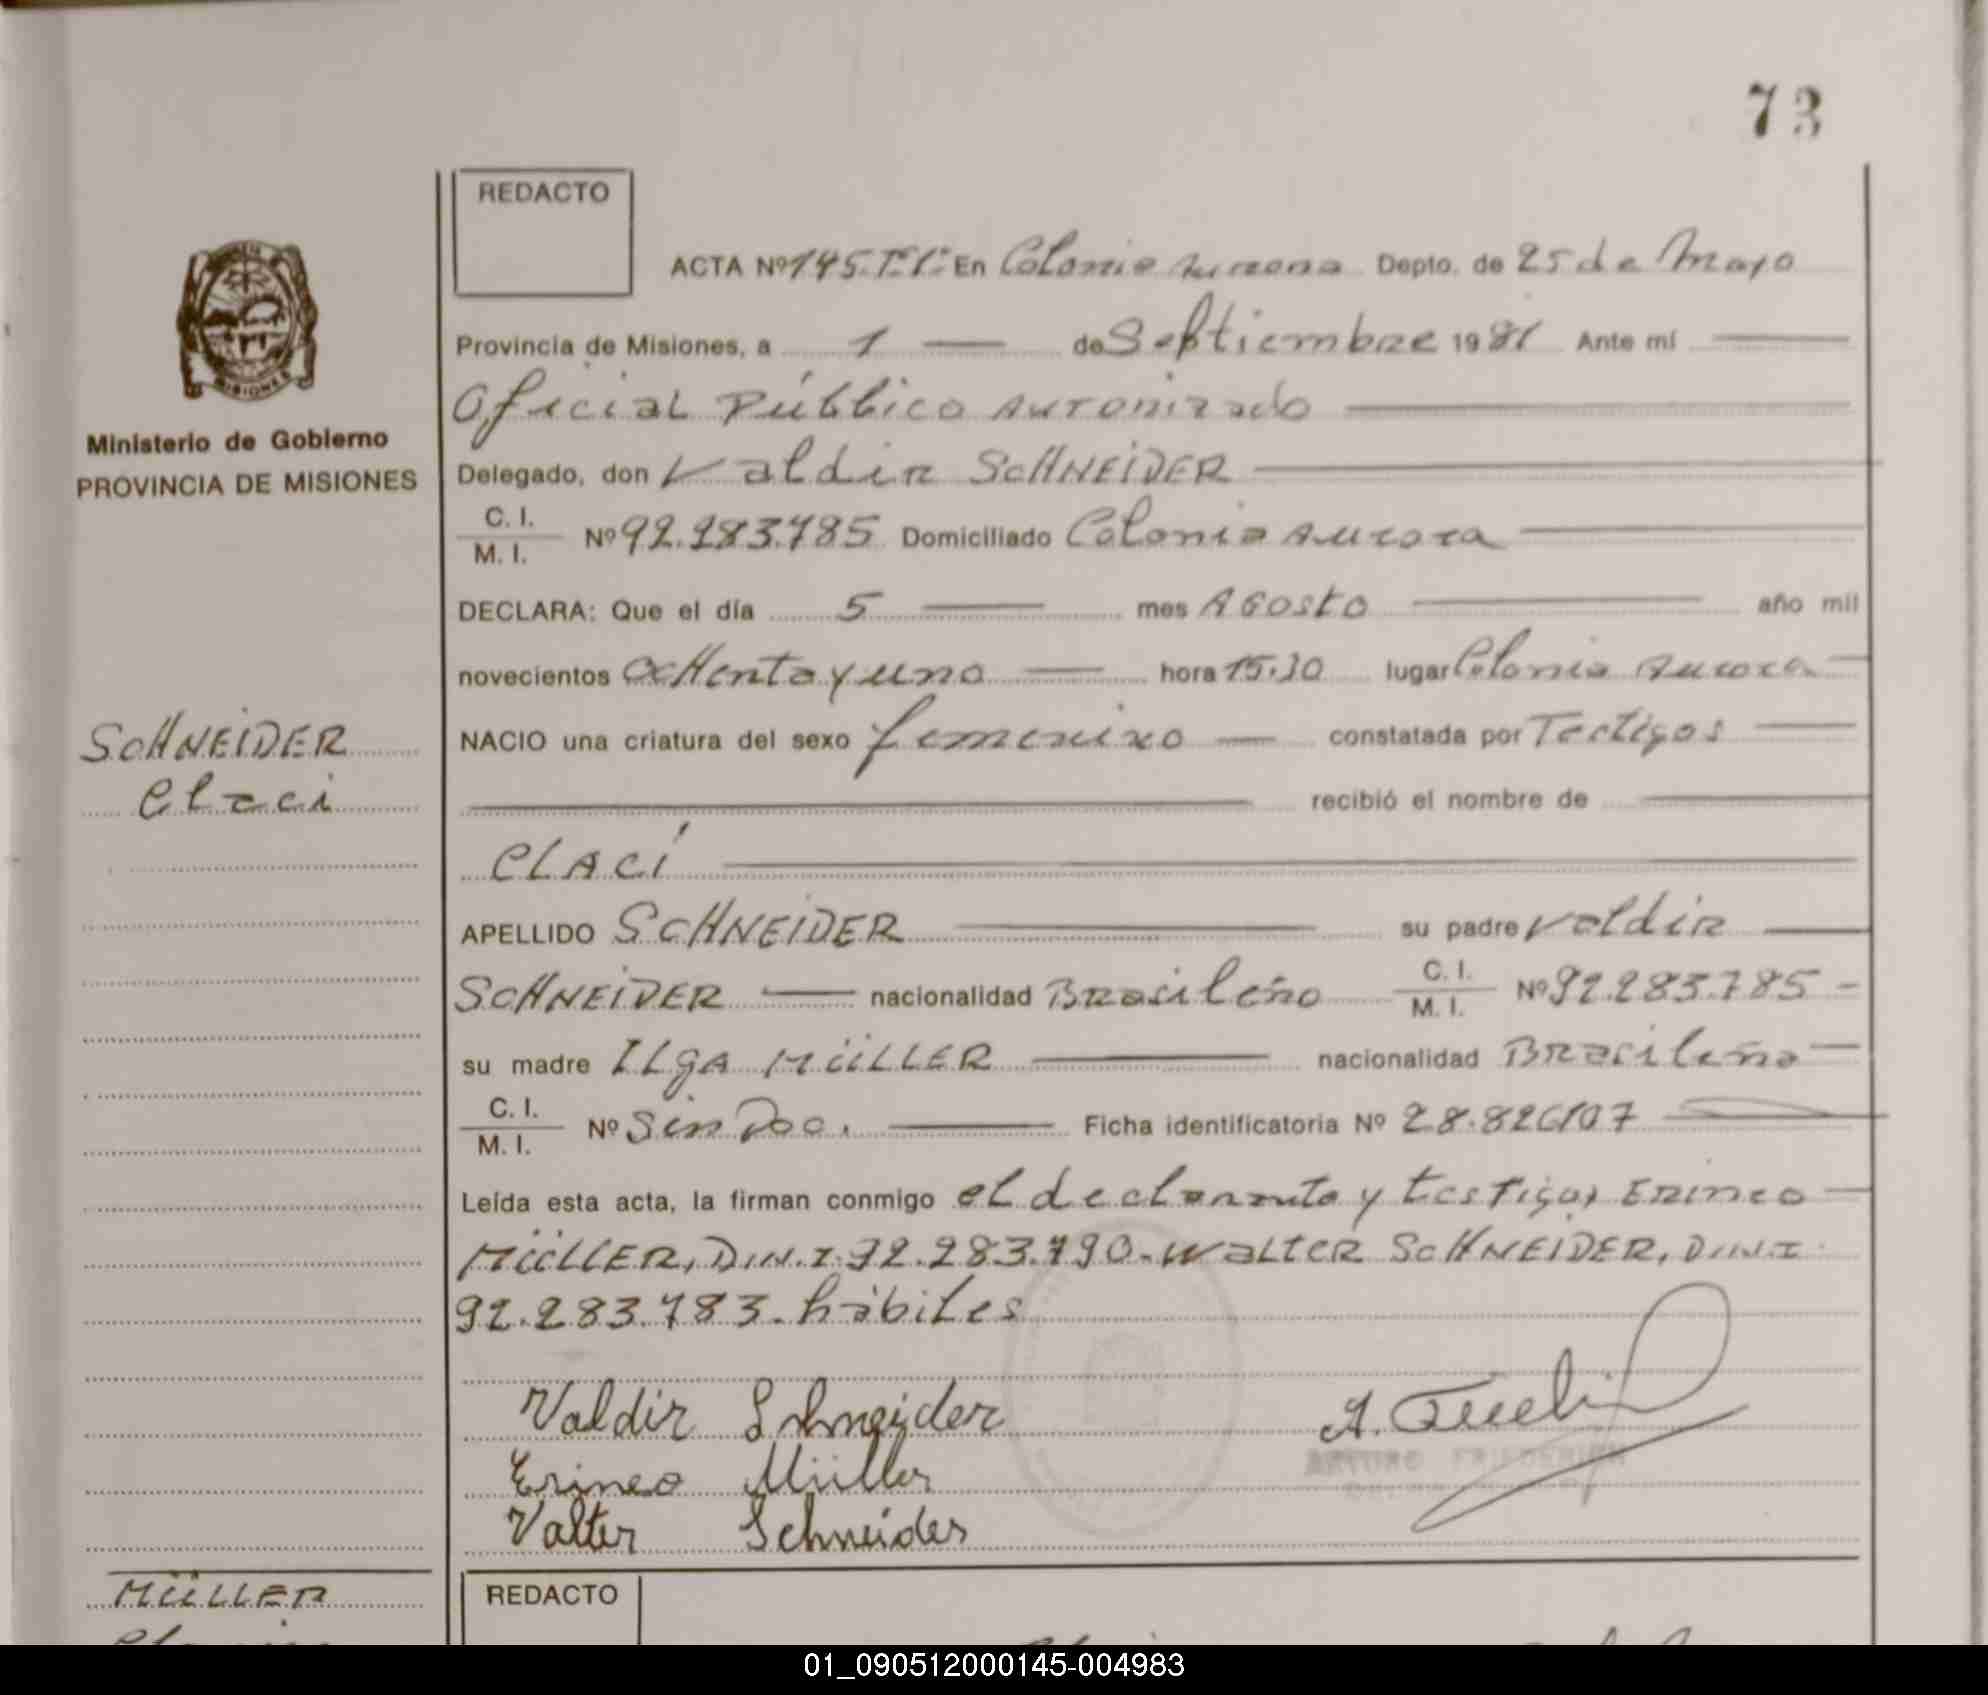 73
REDACTO
ACTA Nº 145.Tº1º. En Colonia Aurora Depto. de 25 de Mayo
Provincia de Misiones, a 1 de Septiembre 1981 Ante mí
Oficial Público Autorizado
Ministerio de Gobierno
PROVINCIA DE MISIONES
Delegado, don Valdir SCHNEIDER
C. I.
M. I. Nº 92.283.785 Domiciliado Colonia Aurora
DECLARA: Que el día 5 mes AGosto año mil
novecientos ocHenta y uno hora 15.30 lugar Colonia Aurora
SCHNEIDER
NACIO una criatura del sexo femenino constatada por Testigos
Claci
recibió el nombre de
CLACÍ
APELLIDO SCHNEIDER su padre Valdir
SCHNEIDER nacionalidad Brasileño C. I. M. I. Nº 92.283.785 -
su madre ILgA MÜLLER nacionalidad Brasileña
C. I.
M. I. Nº Sin Doc. Ficha identificatoria Nº 28.826107
Leída esta acta, la firman conmigo el declarante y testigos ERINEO
MÜLLER, D.N.I. 92.283.790. WALTER SCHNEIDER, D.N.I
92.283.783. hábiles
Valdir Schneider
A.
ARTURO FRIEDERICH
Erineo Müller
Valter Schneider
MÜLLER
REDACTO
01_090512000145-004983